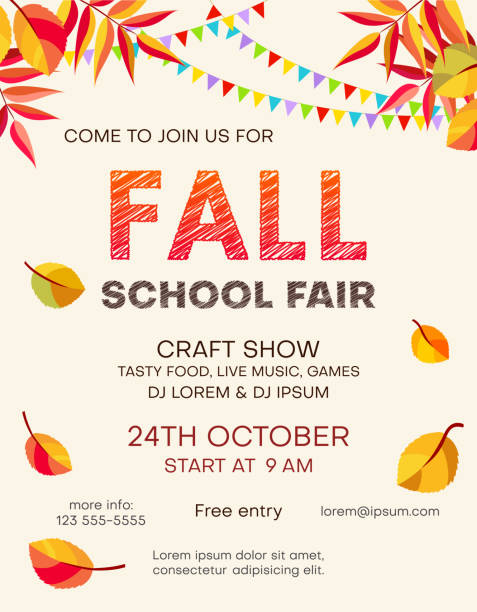 COME TO JOIN US FOR
FALL
SCHOOL FAIR
CRAFT SHOW
TASTY FOOD, LIVE MUSIC, GAMES
DJ LOREM & DJ IPSUM
24TH OCTOBER
START AT 9 AM
more info:
123 555-5555
Free entry
lorem@ipsum.com
Lorem ipsum dolor sit amet,
consectetur adipiscing elit.